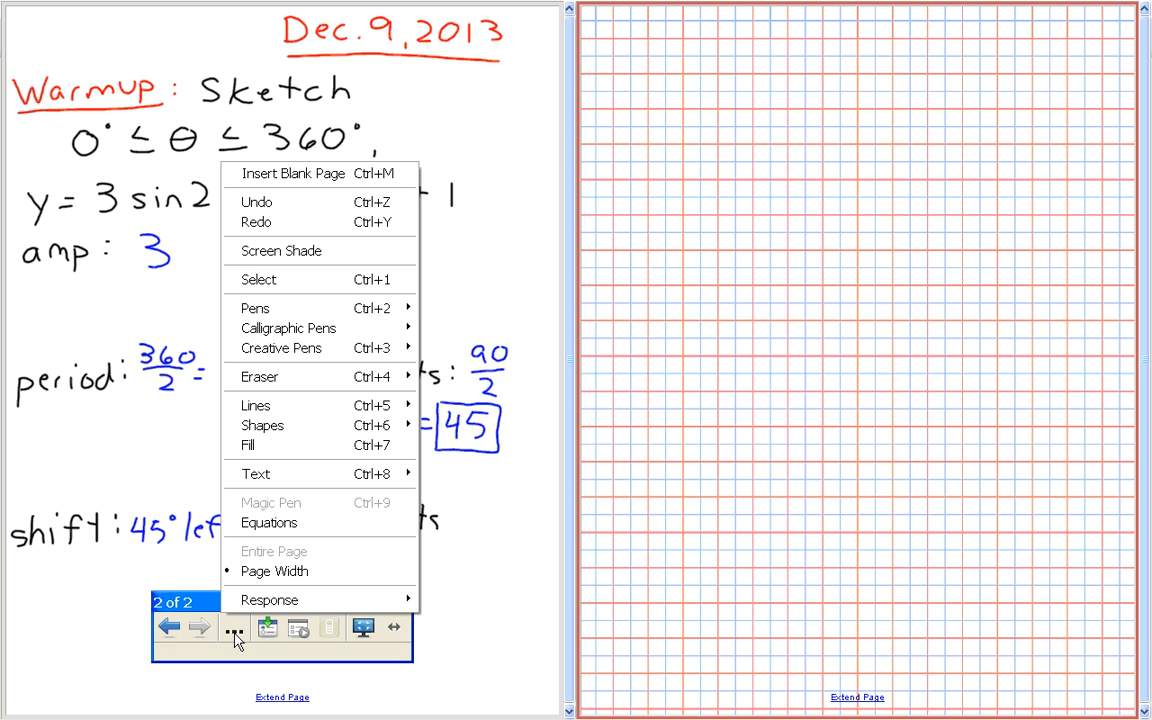 Dec. 9, 2013
Warmup: Sketch
0° ≤ θ ≤ 360°,
y = 3 sin 2 + 1
amp: 3
period: 360/2 = ts: 90/2
= 45
shift: 45° lef ts
Insert Blank Page Ctrl+M
Undo Ctrl+Z
Redo Ctrl+Y
Screen Shade
Select Ctrl+1
Pens Ctrl+2
Calligraphic Pens
Creative Pens Ctrl+3
Eraser Ctrl+4
Lines Ctrl+5
Shapes Ctrl+6
Fill Ctrl+7
Text Ctrl+8
Magic Pen Ctrl+9
Equations
Entire Page
Page Width
Response
2 of 2
Extend Page
Extend Page